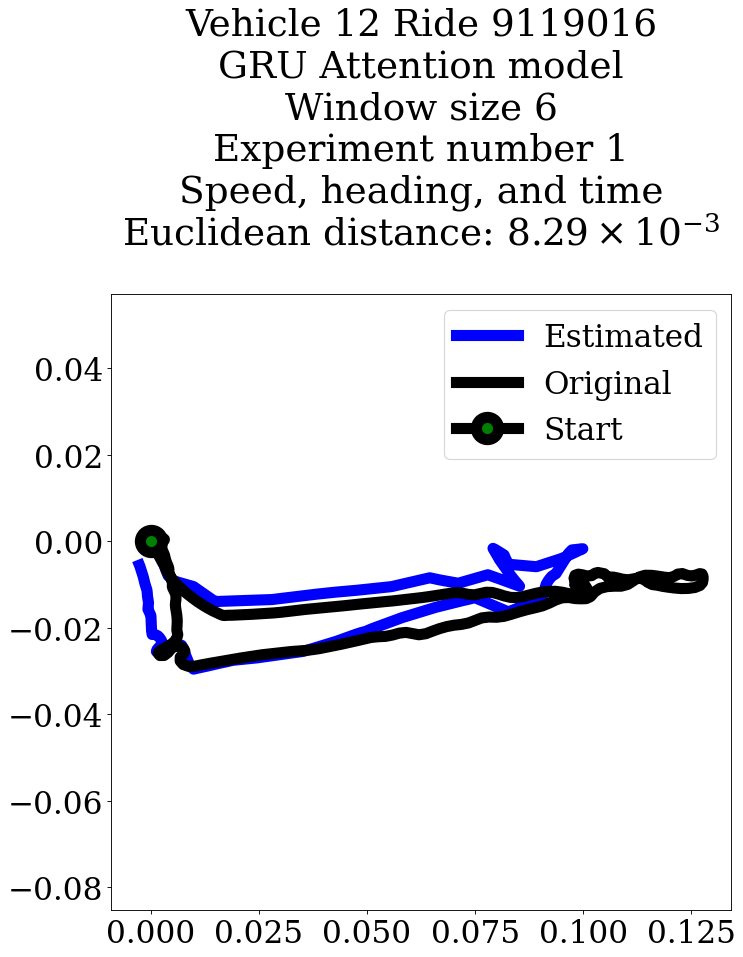 Vehicle 12 Ride 9119016
GRU Attention model
Window size 6
Experiment number 1
Speed, heading, and time
Euclidean distance: 8.29 × 10⁻³
Estimated
Original
Start
0.04
0.02
0.00
−0.02
−0.04
−0.06
−0.08
0.000 0.025 0.050 0.075 0.100 0.125